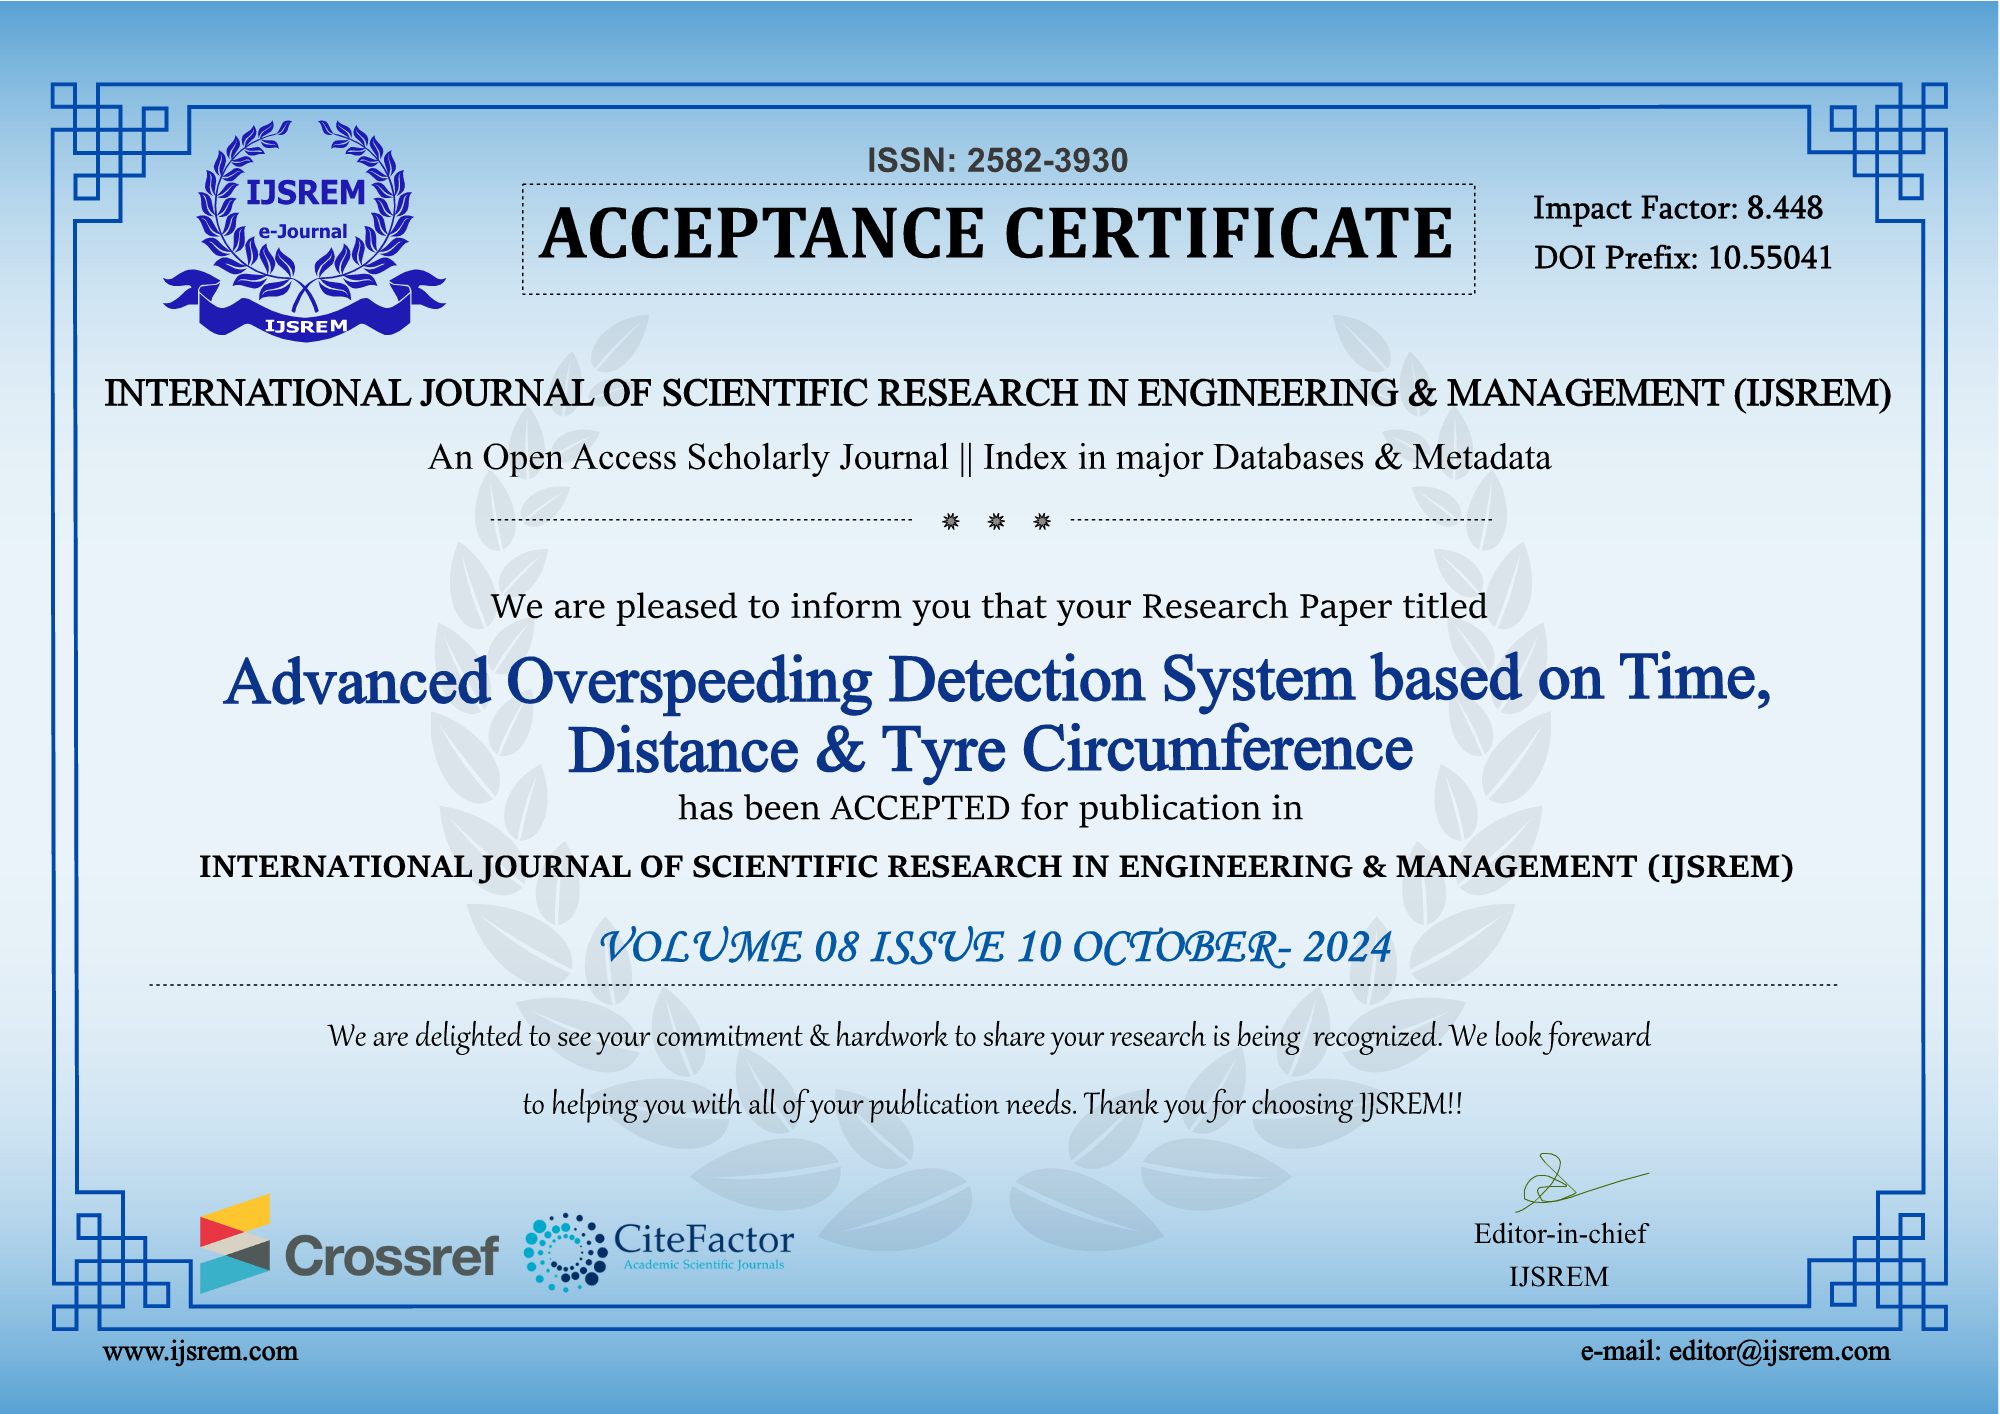 IJSREM
e-Journal
IJSREM
ISSN: 2582-3930
ACCEPTANCE CERTIFICATE
Impact Factor: 8.448
DOI Prefix: 10.55041
INTERNATIONAL JOURNAL OF SCIENTIFIC RESEARCH IN ENGINEERING & MANAGEMENT (IJSREM)
An Open Access Scholarly Journal || Index in major Databases & Metadata
We are pleased to inform you that your Research Paper titled
Advanced Overspeeding Detection System based on Time,
Distance & Tyre Circumference
has been ACCEPTED for publication in
INTERNATIONAL JOURNAL OF SCIENTIFIC RESEARCH IN ENGINEERING & MANAGEMENT (IJSREM)
VOLUME 08 ISSUE 10 OCTOBER- 2024
We are delighted to see your commitment & hardwork to share your research is being recognized. We look foreward
to helping you with all of your publication needs. Thank you for choosing IJSREM!!
Crossref
CiteFactor
Academic Scientific Journals
Editor-in-chief
IJSREM
www.ijsrem.com
e-mail: editor@ijsrem.com